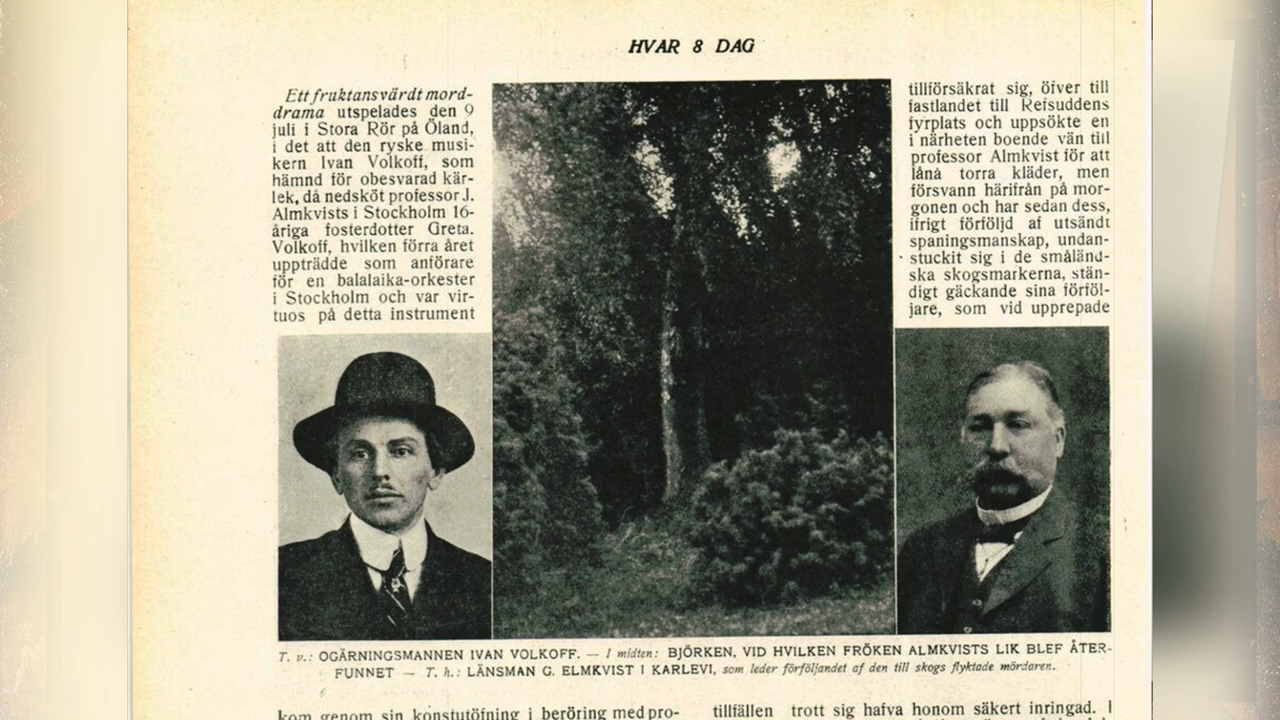 HVAR 8 DAG
Ett fruktansvärdt mord-
drama utspelades den 9
juli i Stora Rör på Öland,
i det att den ryske musi-
kern Ivan Volkoff, som
hämnd för obesvarad kär-
lek, då nedsköt professor J.
Almkvists i Stockholm 16-
åriga fosterdotter Greta.
Volkoff, hvilken förra året
uppträdde som anförare
för en balalaika-orkester
i Stockholm och var vir-
tuos på detta instrument
tillförsäkrat sig, öfver till
fastlandet till Refsuddens
fyrplats och uppsökte en
i närheten boende vän till
professor Almkvist för att
låna torra kläder, men
försvann härifrån på mor-
gonen och har sedan dess,
ifrigt förföljd af utsändt
spaningsmanskap, undan-
stuckit sig i de småländ-
ska skogsmarkerna, stän-
digt gäckande sina förföl-
jare, som vid upprepade
T. v.: OGÄRNINGSMANNEN IVAN VOLKOFF. — I midten: BJÖRKEN, VID HVILKEN FRÖKEN ALMKVISTS LIK BLEF ÅTER-
FUNNET — T. h.: LÄNSMAN G. ELMKVIST I KARLEVI, som leder förföljandet af den till skogs flyktade mördaren.
kom genom sin konstutöfning i beröring med pro-
tillfällen trott sig hafva honom säkert inringad. I